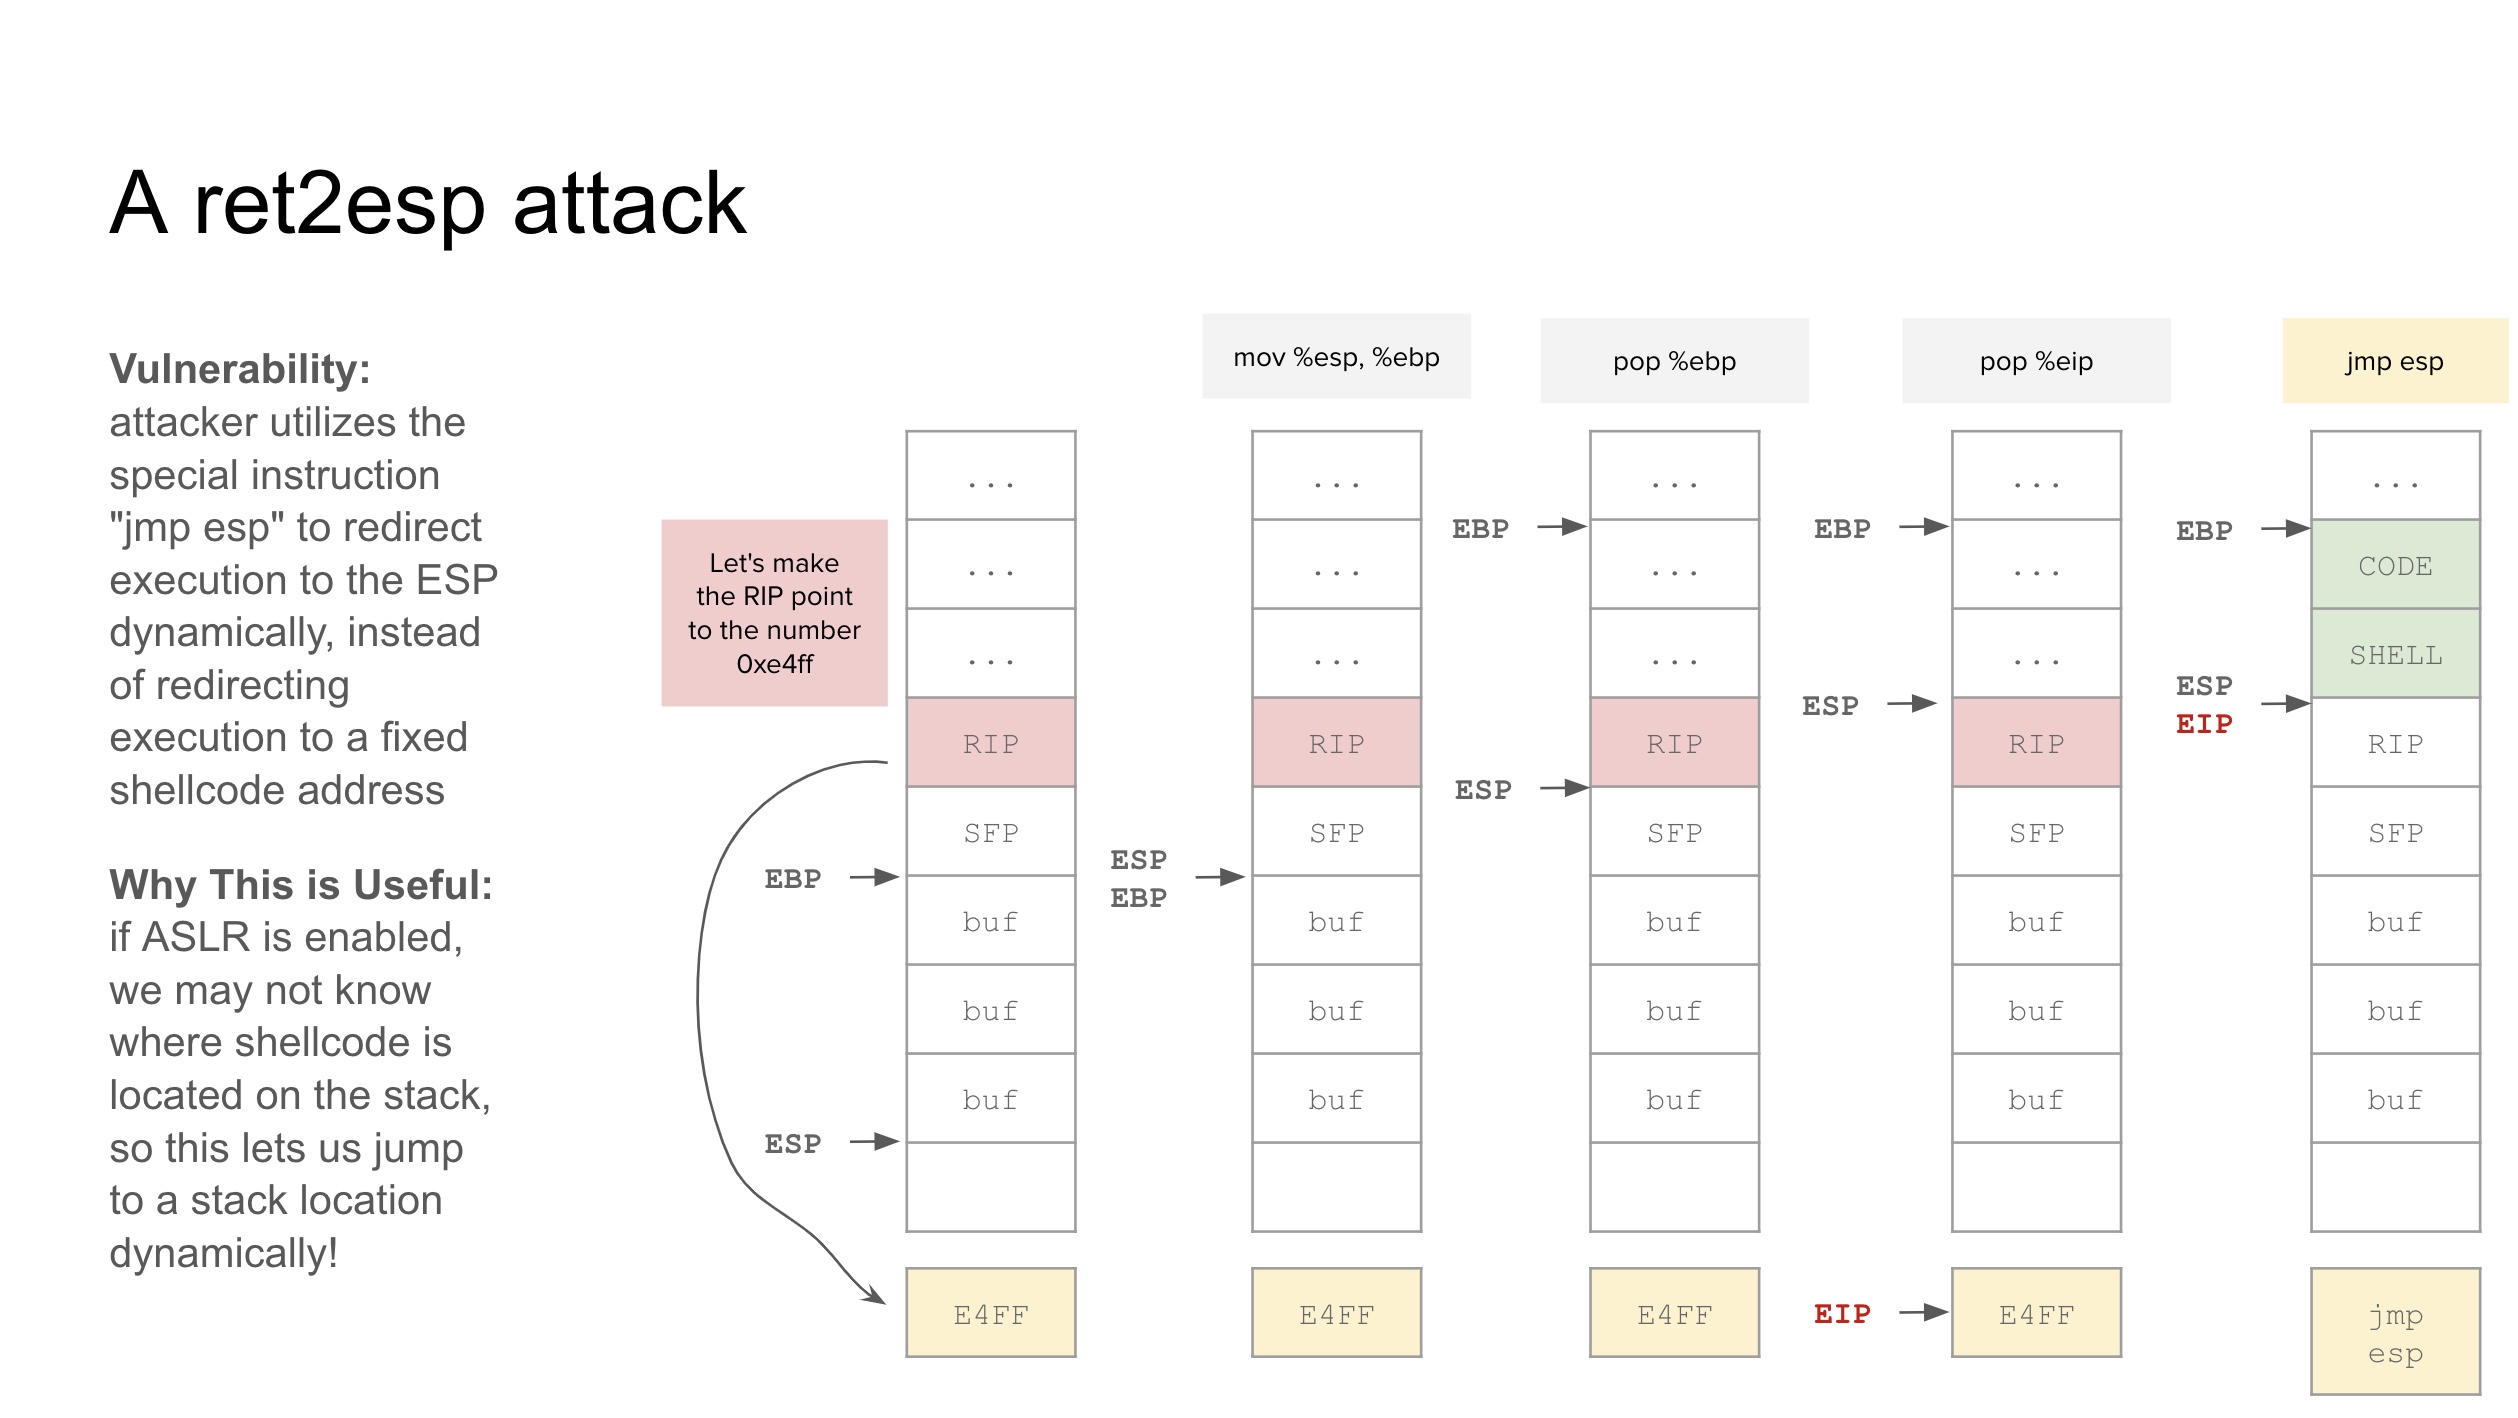 A ret2esp attack
Vulnerability:
attacker utilizes the
special instruction
"jmp esp" to redirect
execution to the ESP
dynamically, instead
of redirecting
execution to a fixed
shellcode address
Why This is Useful:
if ASLR is enabled,
we may not know
where shellcode is
located on the stack,
so this lets us jump
to a stack location
dynamically!
Let's make
the RIP point
to the number
0xe4ff
...
...
...
RIP
SFP
EBP
buf
buf
buf
ESP
E4FF
mov %esp, %ebp
...
...
...
RIP
SFP
ESP
EBP
buf
buf
buf
E4FF
pop %ebp
...
EBP
...
...
RIP
ESP
SFP
buf
buf
buf
E4FF
pop %eip
...
EBP
...
...
ESP
RIP
SFP
buf
buf
buf
EIP
E4FF
jmp esp
...
EBP
CODE
SHELL
ESP
EIP
RIP
SFP
buf
buf
buf
jmp
esp